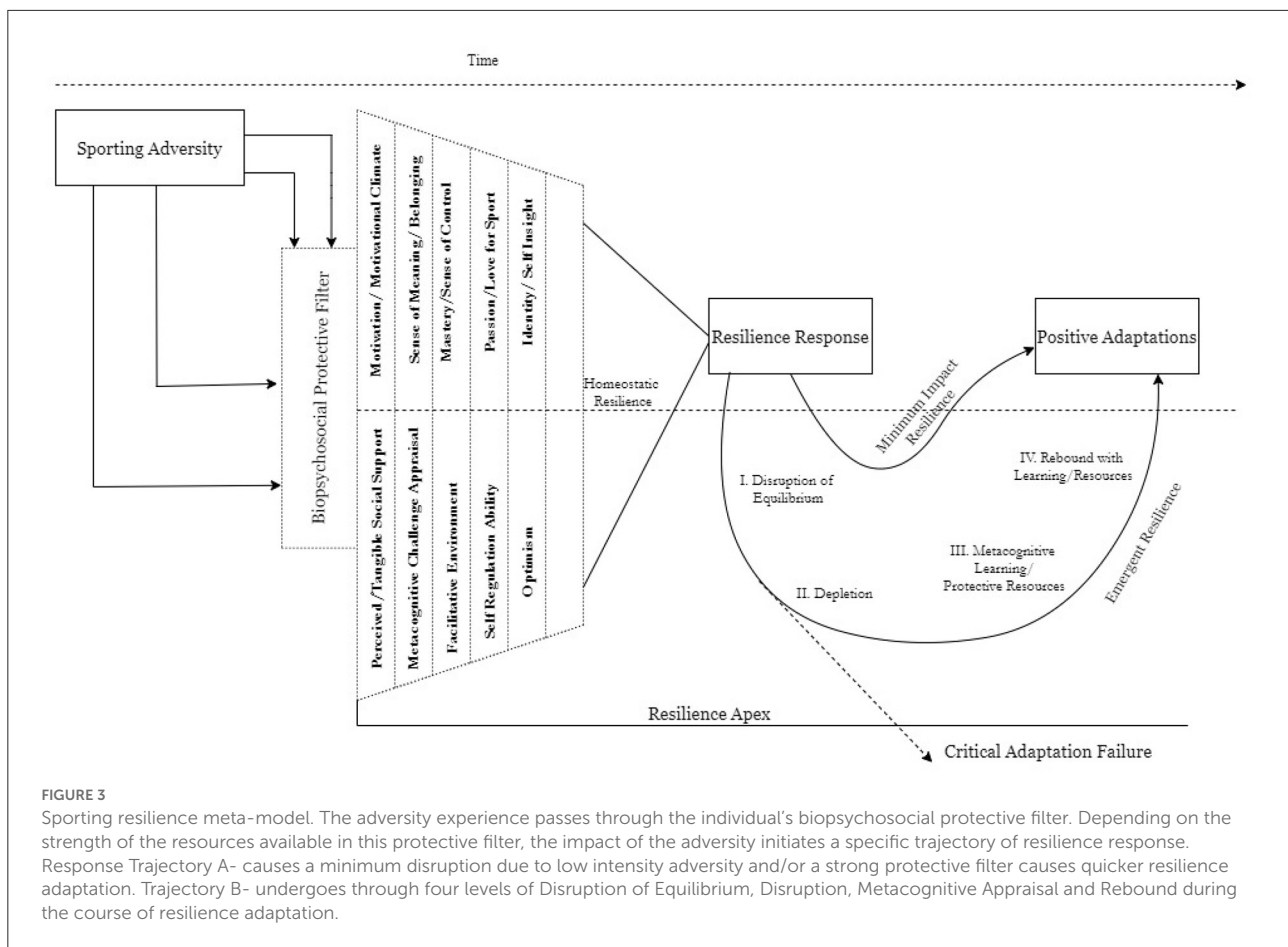 Time
Sporting Adversity
Biopsychosocial Protective Filter
Motivation/ Motivational Climate
Sense of Meaning/ Belonging
Mastery/Sense of Control
Passion/Love for Sport
Identity/ Self Insight
Perceived/Tangible Social Support
Metacognitive Challenge Appraisal
Facilitative Environment
Self Regulation Ability
Optimism
Homeostatic
Resilience
Resilience Response
Minimum Impact
Resilience
Positive Adaptations
I. Disruption of
Equilibrium
II. Depletion
III. Metacognitive
Learning/
Protective Resources
IV. Rebound with
Learning/Resources
Emergent Resilience
Resilience Apex
Critical Adaptation Failure
FIGURE 3
Sporting resilience meta-model. The adversity experience passes through the individual's biopsychosocial protective filter. Depending on the
strength of the resources available in this protective filter, the impact of the adversity initiates a specific trajectory of resilience response.
Response Trajectory A- causes a minimum disruption due to low intensity adversity and/or a strong protective filter causes quicker resilience
adaptation. Trajectory B- undergoes through four levels of Disruption of Equilibrium, Disruption, Metacognitive Appraisal and Rebound during
the course of resilience adaptation.